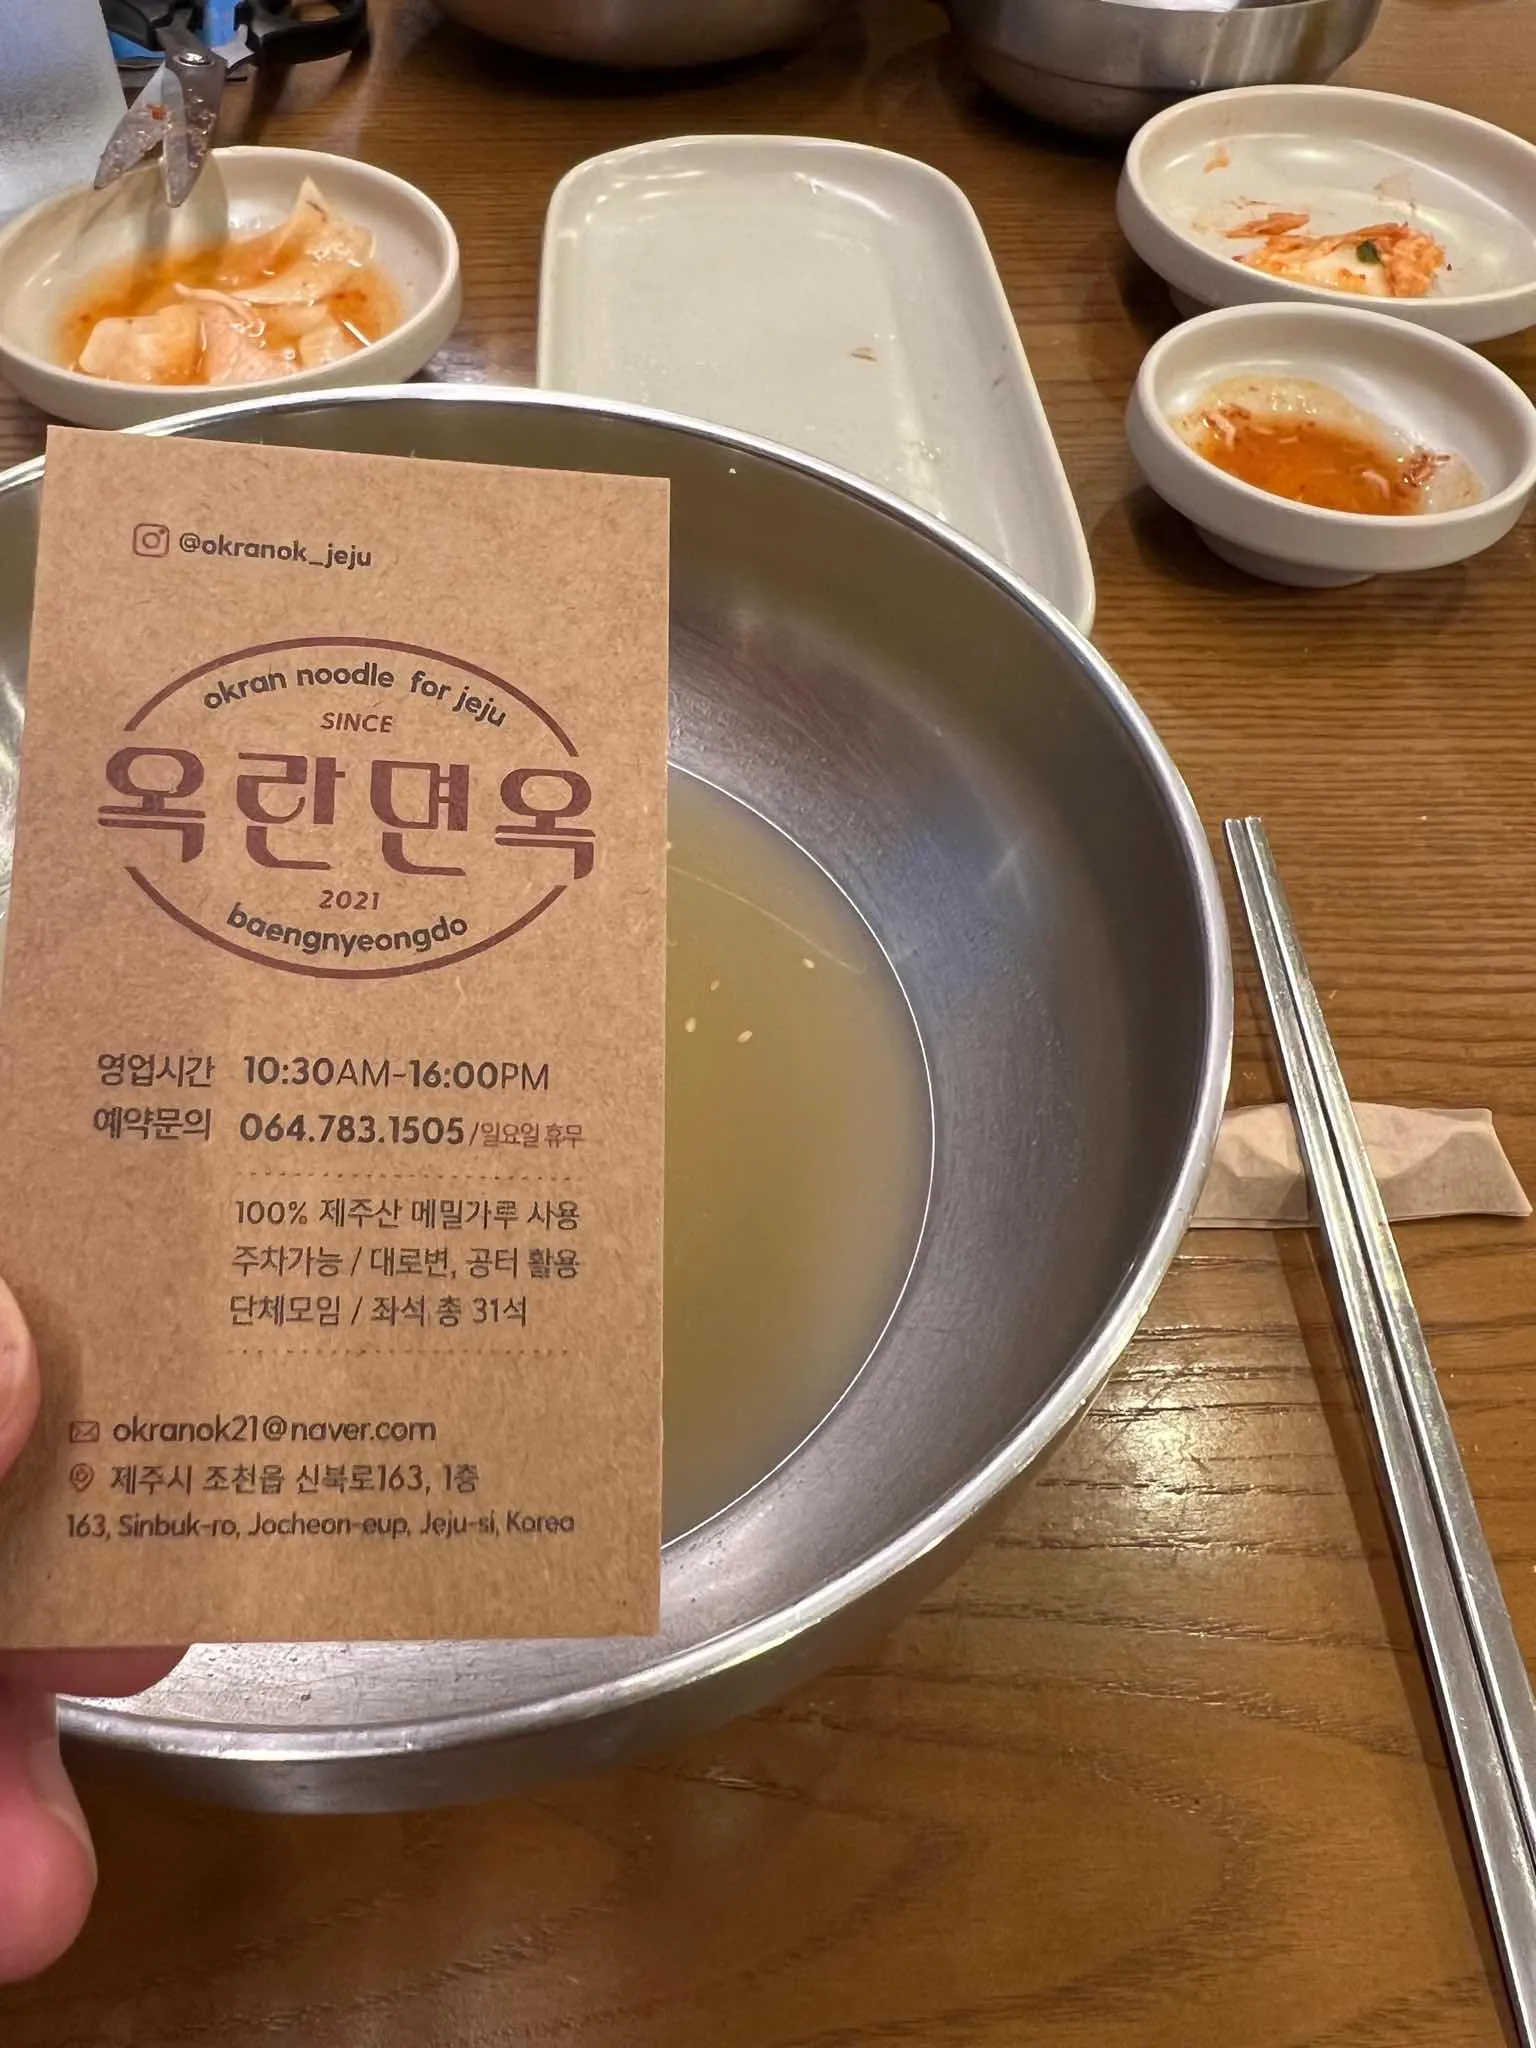 @okranok_jeju
okran noodle for jeju
SINCE
옥란면옥
2021
baengnyeongdo
영업시간 10:30AM-16:00PM
예약문의 064.783.1505/일요일 휴무
100% 제주산 메밀가루 사용
주차가능 / 대로변, 공터 활용
단체모임 / 좌석 총 31석
okranok21@naver.com
제주시 조천읍 신북로163, 1층
163, Sinbuk-ro, Jocheon-eup, Jeju-si, Korea